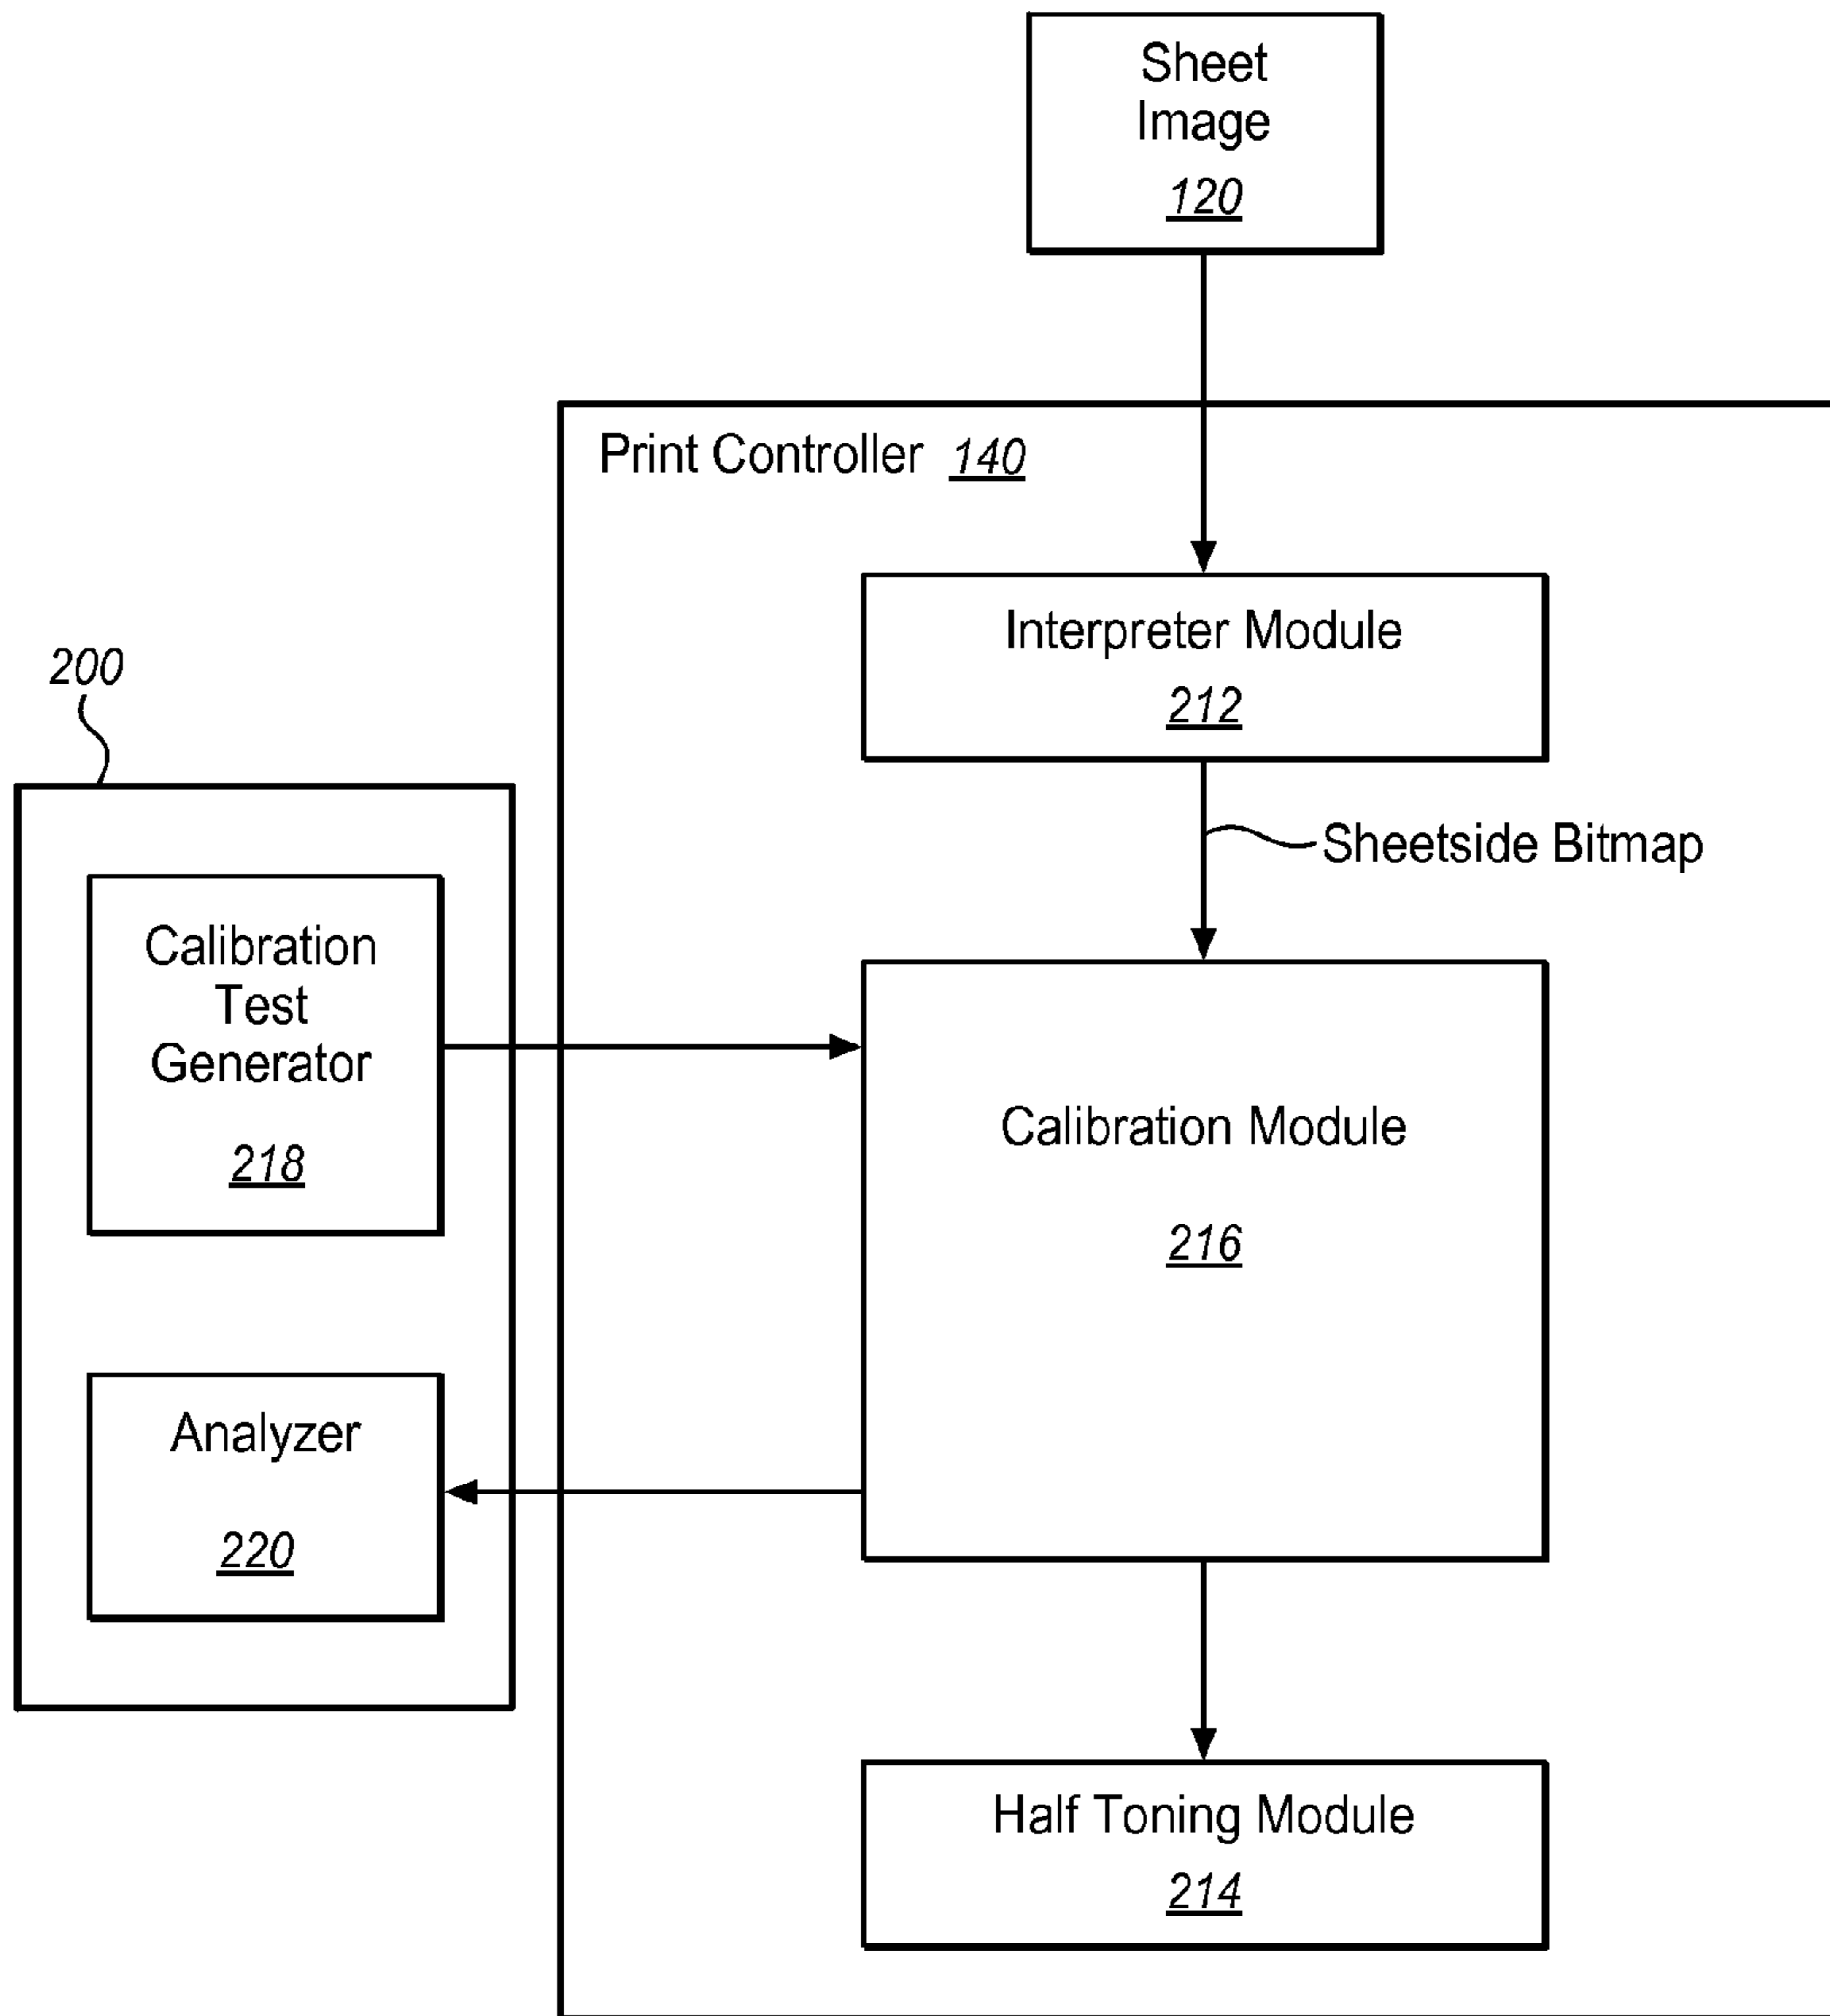 Sheet
Image
120
Print Controller 140
Interpreter Module
212
200
Sheetside Bitmap
Calibration
Test
Generator
218
Calibration Module
216
Analyzer
220
Half Toning Module
214